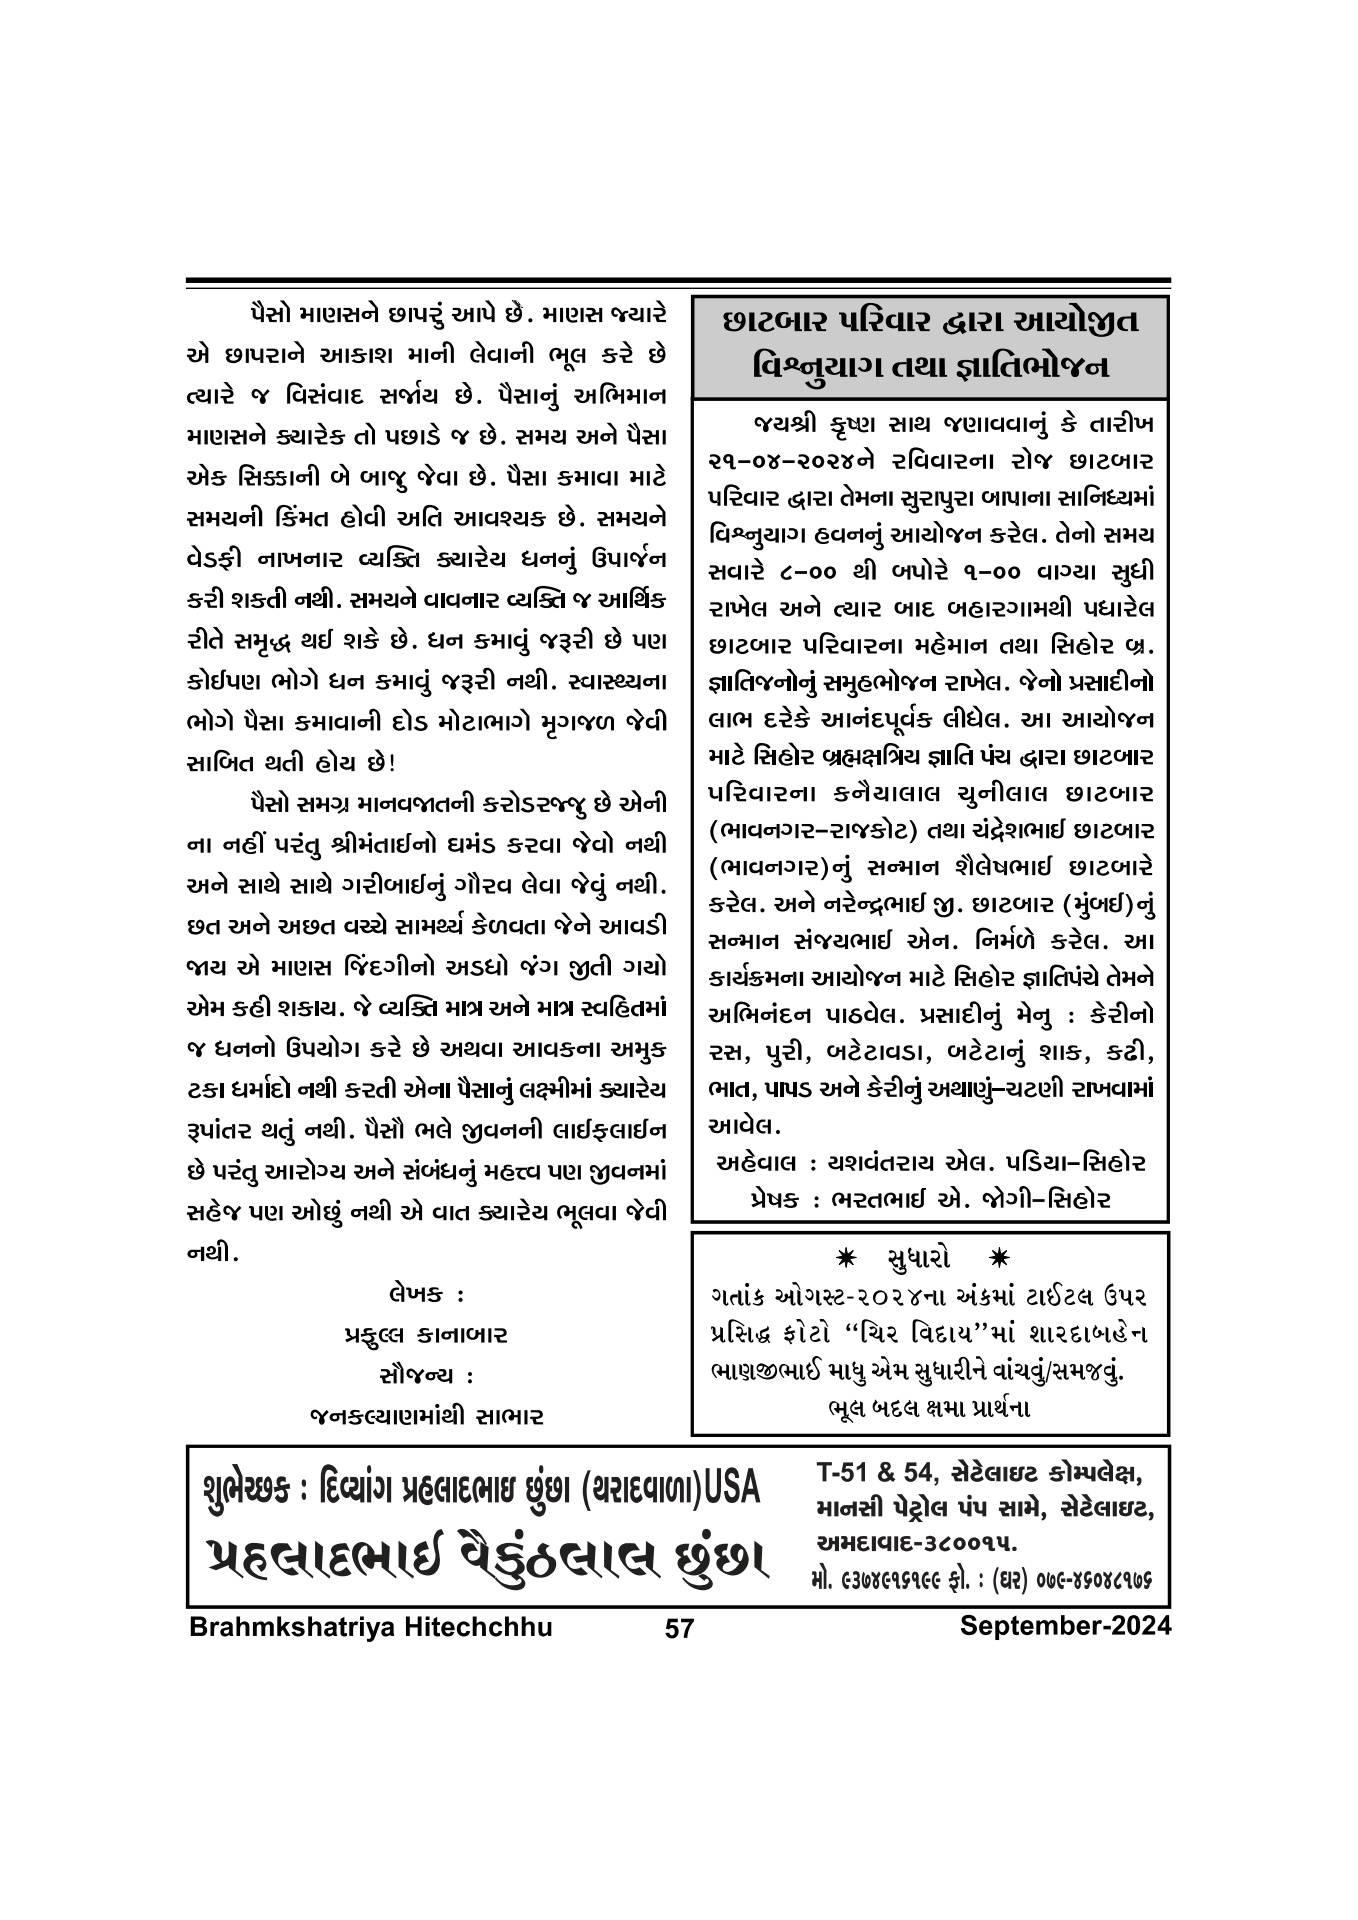 પૈસો માણસને છાપરું આપે છે. માણસ જ્યારે
એ છાપરાને આકાશ માની લેવાની ભૂલ કરે છે
ત્યારે જ વિસંવાદ સર્જાય છે. પૈસાનું અભિમાન
માણસને ક્યારેક તો પછાડે જ છે. સમય અને પૈસા
એક સિક્કાની બે બાજુ જેવા છે. પૈસા કમાવા માટે
સમયની કિંમત હોવી અતિ આવશ્યક છે. સમયને
વેડફી નાખનાર વ્યક્તિ ક્યારેય ધનનું ઉપાર્જન
કરી શકતી નથી. સમયને વાવનાર વ્યક્તિ જ આર્થિક
રીતે સમૃદ્ધ થઈ શકે છે. ધન કમાવું જરૂરી છે પણ
કોઈપણ ભોગે ધન કમાવું જરૂરી નથી. સ્વાસ્થ્યના
ભોગે પૈસા કમાવાની દોડ મોટાભાગે મૃગજળ જેવી
સાબિત થતી હોય છે!
પૈસો સમગ્ર માનવજાતની કરોડરજ્જુ છે એની
ના નહીં પરંતુ શ્રીમંતાઈનો ઘમંડ કરવા જેવો નથી
અને સાથે સાથે ગરીબાઈનું ગૌરવ લેવા જેવું નથી.
છત અને અછત વચ્ચે સામર્થ્ય કેળવતા જેને આવડી
જાય એ માણસ જિંદગીનો અડધો જંગ જીતી ગયો
એમ કહી શકાય. જે વ્યક્તિ માત્ર અને માત્ર સ્વહિતમાં
જ ધનનો ઉપયોગ કરે છે અથવા આવકના અમુક
ટકા ધર્માદો નથી કરતી એના પૈસાનું લક્ષ્મીમાં ક્યારેય
રૂપાંતર થતું નથી. પૈસૌ ભલે જીવનની લાઈફલાઈન
છે પરંતુ આરોગ્ય અને સંબંધનું મહત્ત્વ પણ જીવનમાં
સહેજ પણ ઓછું નથી એ વાત ક્યારેય ભૂલવા જેવી
નથી.
લેખક :
પ્રફુલ્લ કાનાબાર
સૌજન્ય :
જનકલ્યાણમાંથી સાભાર
છાટબાર પરિવાર દ્વારા આયોજીત
વિશ્નુયાગ તથા જ્ઞાતિભોજન
જયશ્રી કૃષ્ણ સાથ જણાવવાનું કે તારીખ
૨૧–૦૪–૨૦૨૪ને રવિવારના રોજ છાટબાર
પરિવાર દ્વારા તેમના સુરાપુરા બાપાના સાનિધ્યમાં
વિશ્નુયાગ હવનનું આયોજન કરેલ. તેનો સમય
સવારે ૮–૦૦ થી બપોરે ૧–૦૦ વાગ્યા સુધી
રાખેલ અને ત્યાર બાદ બહારગામથી પધારેલ
છાટબાર પરિવારના મહેમાન તથા સિહોર બ્ર.
જ્ઞાતિજનોનું સમુહભોજન રાખેલ. જેનો પ્રસાદીનો
લાભ દરેકે આનંદપૂર્વક લીધેલ. આ આયોજન
માટે સિહોર બ્રહ્મક્ષત્રિય જ્ઞાતિ પંચ દ્વારા છાટબાર
પરિવારના કનૈયાલાલ ચુનીલાલ છાટબાર
(ભાવનગર–રાજકોટ) તથા ચંદ્રેશભાઈ છાટબાર
(ભાવનગર)નું સન્માન શૈલેષભાઈ છાટબારે
કરેલ. અને નરેન્દ્રભાઈ જી. છાટબાર (મુંબઈ)નું
સન્માન સંજયભાઈ એન. નિર્મળે કરેલ. આ
કાર્યક્રમના આયોજન માટે સિહોર જ્ઞાતિપંચે તેમને
અભિનંદન પાઠવેલ. પ્રસાદીનું મેનુ : કેરીનો
રસ, પુરી, બટેટાવડા, બટેટાનું શાક, કઢી,
ભાત, પાપડ અને કેરીનું અથાણું–ચટણી રાખવામાં
આવેલ.
અહેવાલ : યશવંતરાય એલ. પડિયા–સિહોર
પ્રેષક : ભરતભાઈ એ. જોગી–સિહોર
✷ સુધારો ✷
ગતાંક ઓગસ્ટ-૨૦૨૪ના અંકમાં ટાઈટલ ઉપર
પ્રસિદ્ધ ફોટો “ચિર વિદાય”માં શારદાબહેન
ભાણજીભાઈ માધુ એમ સુધારીને વાંચવું/સમજવું.
ભૂલ બદલ ક્ષમા પ્રાર્થના
શુભેચ્છક : દિવ્યાંગ પ્રહલાદભાઇ છુંછા (થરાદવાળા)USA
પ્રહલાદભાઈ વૈકુંઠલાલ છુંછા
T-51 & 54, સેટેલાઇટ કોમ્પલેક્ષ,
માનસી પેટ્રોલ પંપ સામે, સેટેલાઇટ,
અમદાવાદ-૩૮૦૦૧૫.
મો. ૯૩૭૪૯૧૬૧૯૯ ફો. : (ઘર) ૦૭૯-૪૬૦૪૮૧૭૬
Brahmkshatriya Hitechchhu 57 September-2024